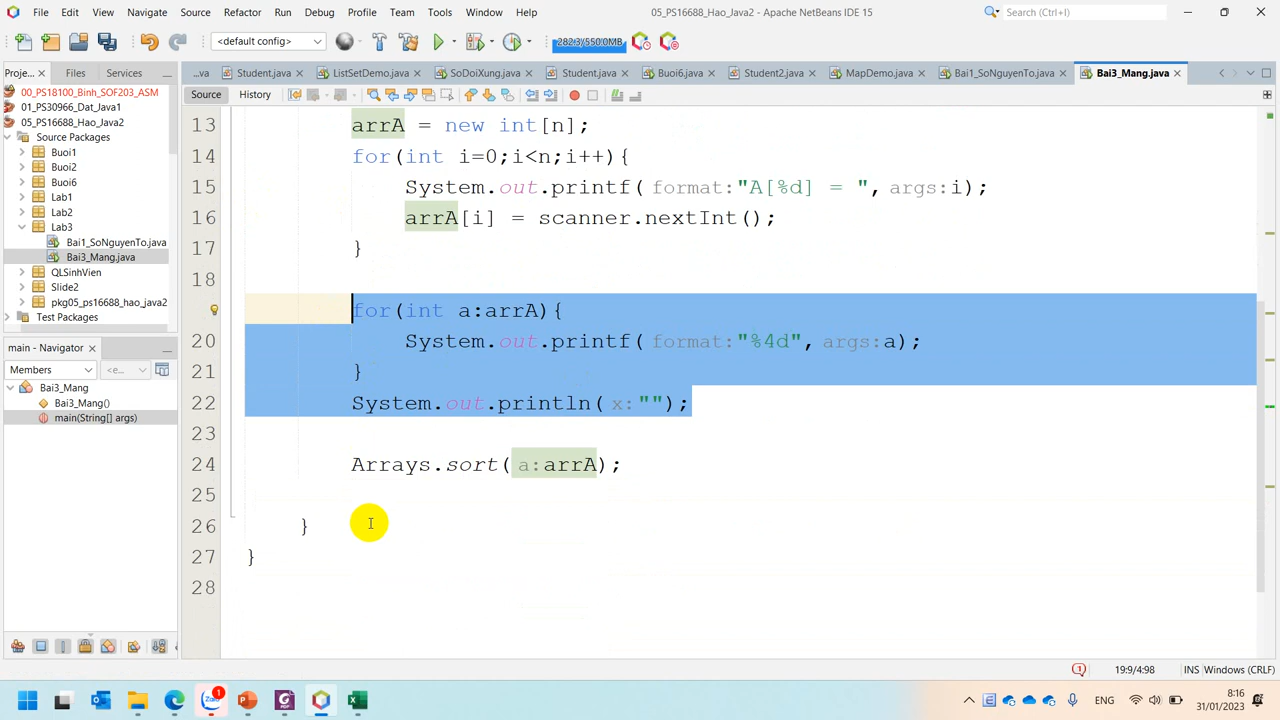 File Edit View Navigate Source Refactor Run Debug Profile Team Tools Window Help
05_PS16688_Hao_Java2 - Apache NetBeans IDE 15
Search (Ctrl+I)
<default config>
282.3/550.0MB
Proje... Files Services
...va Student.java ListSetDemo.java SoDoXung.java Student.java Buoi6.java Student2.java MapDemo.java Bai1_SoNguyenTo.java Bai3_Mang.java
Source History
00_PS18100_Binh_SOF203_ASM
01_PS30966_Dat_Java1
05_PS16688_Hao_Java2
Source Packages
Buoi1
Buoi2
Buoi6
Lab1
Lab2
Lab3
Bai1_SoNguyenTo.java
Bai3_Mang.java
QLSinhVien
Slide2
pkg05_ps16688_hao_java2
Test Packages
main - Navigator
Members <e...
Bai3_Mang
Bai3_Mang()
main(String[] args)
13 arrA = new int[n];
14 for(int i=0;i<n;i++){
15 System.out.printf(format:"A[%d] = ", args:i);
16 arrA[i] = scanner.nextInt();
17 }
18
for(int a:arrA){
20 System.out.printf(format:"%4d", args:a);
21 }
22 System.out.println(x:"");
23
24 Arrays.sort(a:arrA);
25
26 }
27 }
28
1 19:9/4:98 INS Windows (CRLF)
Zalo 1
ENG
8:16
31/01/2023